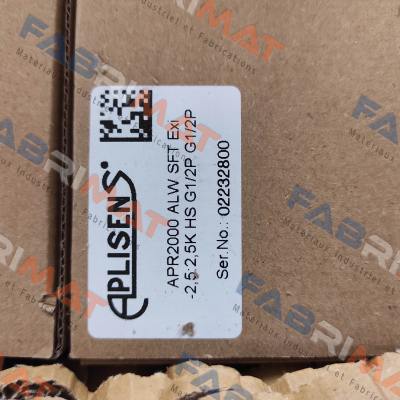 APLISENS
APR2000 ALW SFT Exi
-2,5:2,5K HS G1/2P G1/2P
Ser.No.: 02232800
FABRIMAT
Materiaux Industriel et Fabrications